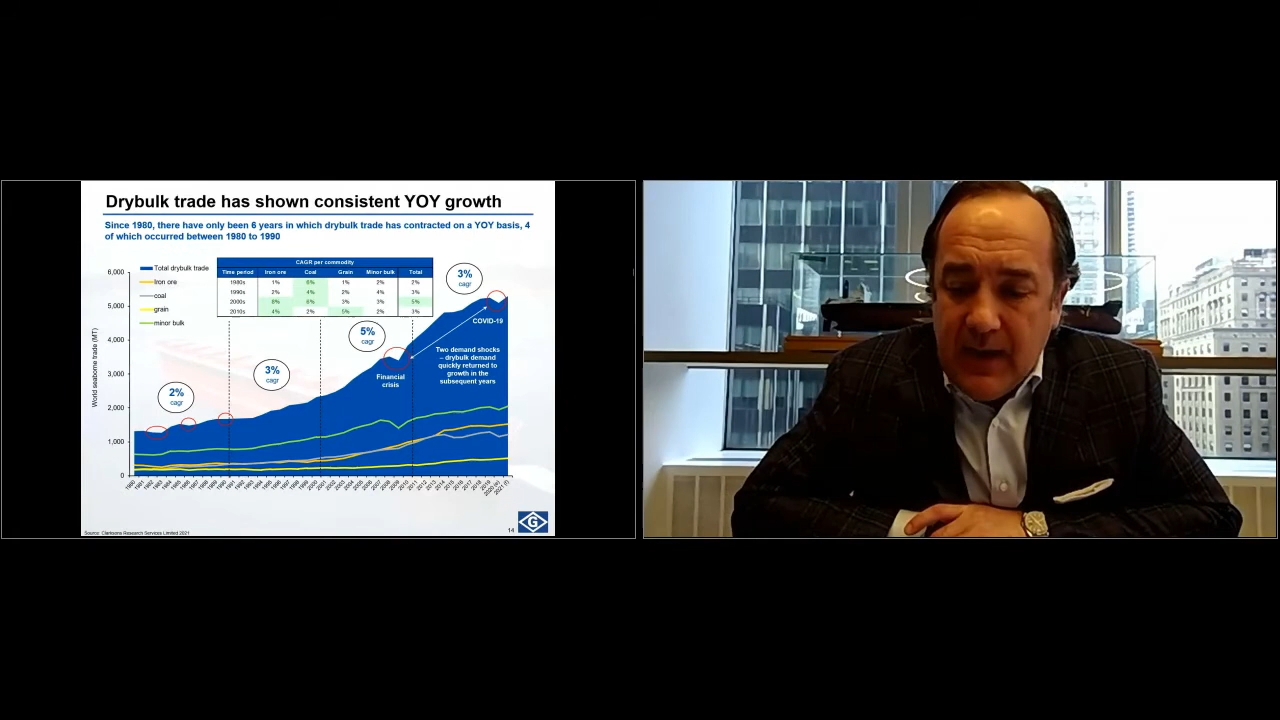 Drybulk trade has shown consistent YOY growth
Since 1980, there have only been 6 years in which drybulk trade has contracted on a YOY basis, 4
of which occurred between 1980 to 1990
CAGR per commodity
Time period Iron ore Coal Grain Minor bulk Total
1980s 1% 6% 1% 2% 2%
1990s 2% 4% 2% 4% 3%
2000s 8% 6% 3% 3% 5%
2010s 4% 2% 5% 2% 3%
Total drybulk trade
Iron ore
coal
grain
minor bulk
World seaborne trade (MT)
6,000
5,000
4,000
3,000
2,000
1,000
0
2%
cagr
3%
cagr
5%
cagr
3%
cagr
Financial
crisis
COVID-19
Two demand shocks
– drybulk demand
quickly returned to
growth in the
subsequent years
Source: Clarksons Research Services Limited 2021
14
G